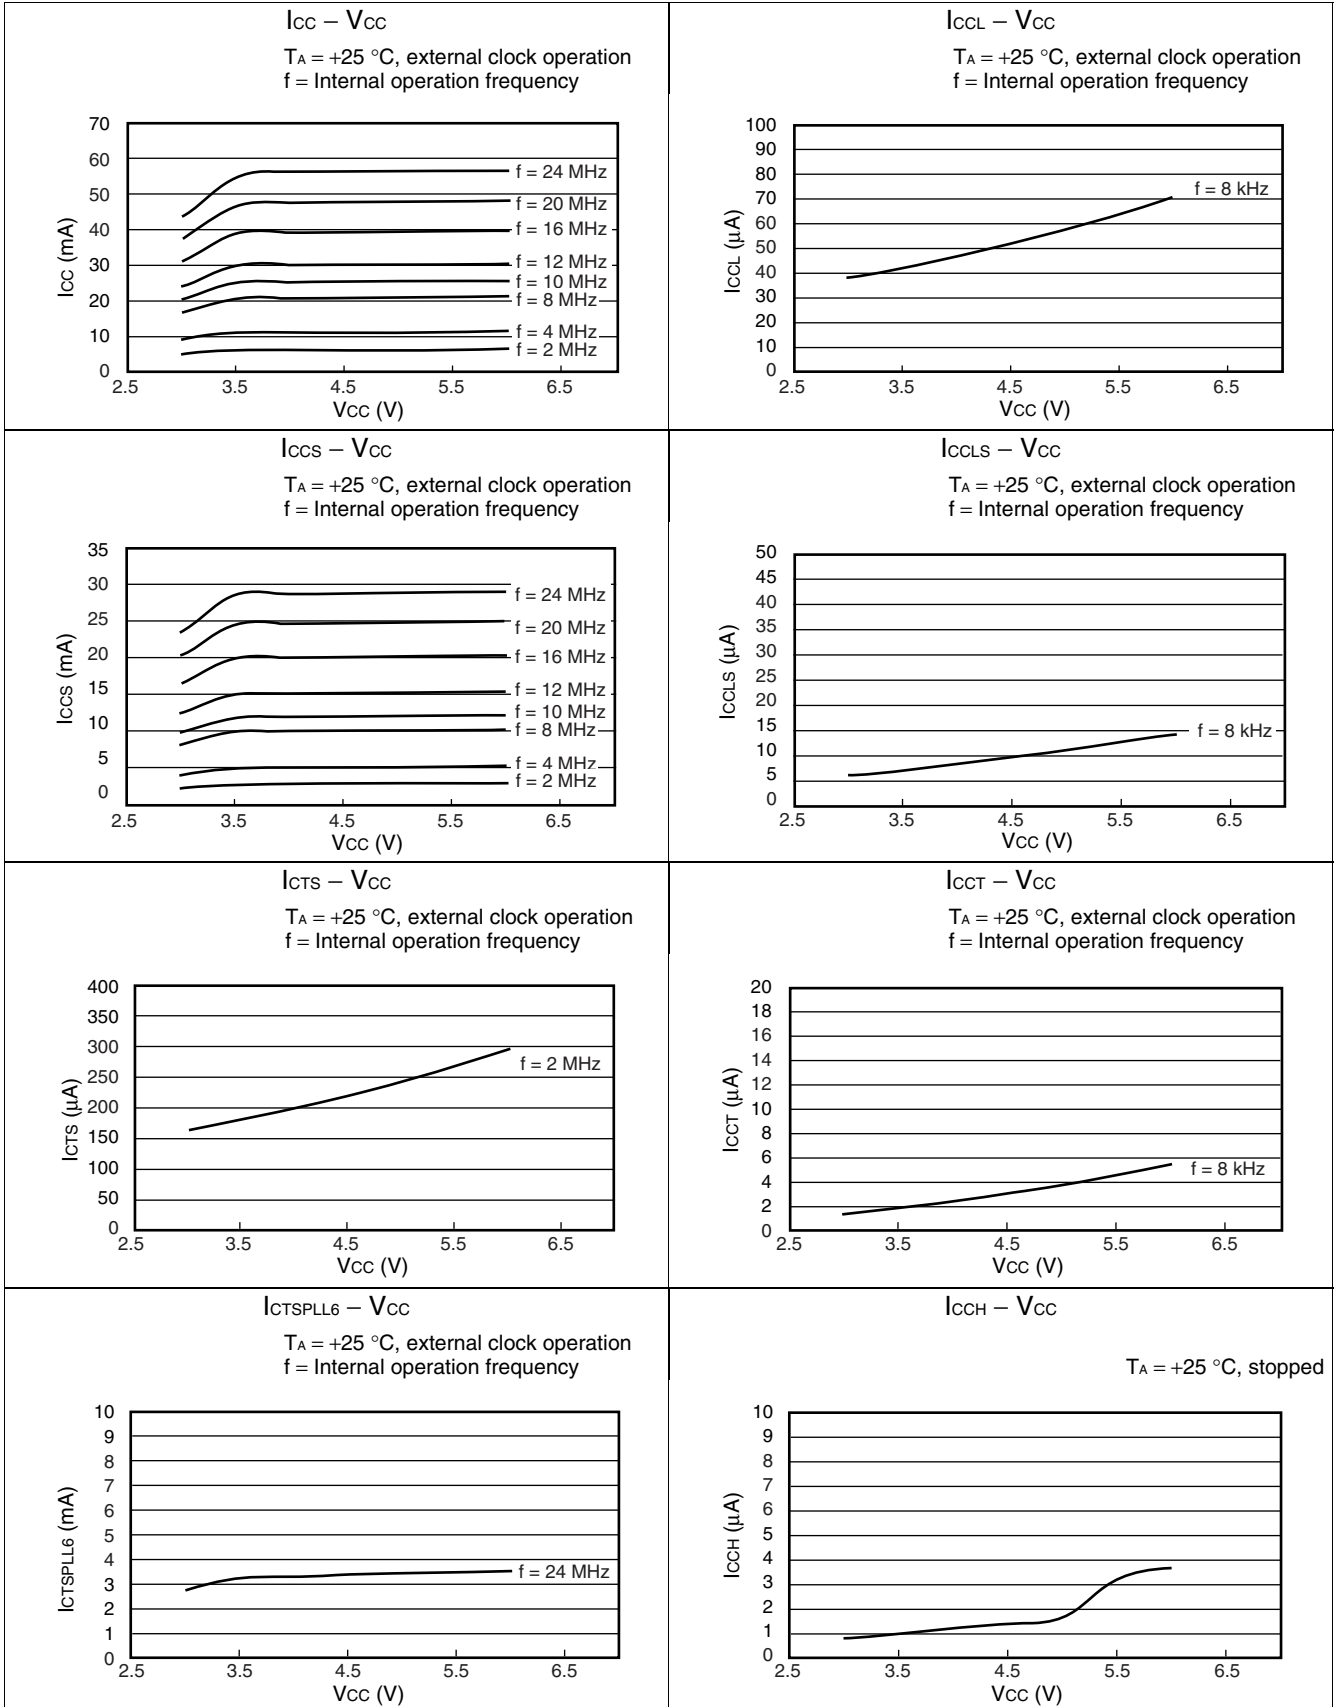 ICC – VCC
TA = +25 °C, external clock operation
f = Internal operation frequency
70
60
50
40
30
20
10
0
ICC (mA)
f = 24 MHz
f = 20 MHz
f = 16 MHz
f = 12 MHz
f = 10 MHz
f = 8 MHz
f = 4 MHz
f = 2 MHz
2.5 3.5 4.5 5.5 6.5
VCC (V)
ICCL – VCC
TA = +25 °C, external clock operation
f = Internal operation frequency
100
90
80
70
60
50
40
30
20
10
0
ICCL (μA)
f = 8 kHz
2.5 3.5 4.5 5.5 6.5
VCC (V)
ICCS – VCC
TA = +25 °C, external clock operation
f = Internal operation frequency
35
30
25
20
15
10
5
0
ICCS (mA)
f = 24 MHz
f = 20 MHz
f = 16 MHz
f = 12 MHz
f = 10 MHz
f = 8 MHz
f = 4 MHz
f = 2 MHz
2.5 3.5 4.5 5.5 6.5
VCC (V)
ICCLS – VCC
TA = +25 °C, external clock operation
f = Internal operation frequency
50
45
40
35
30
25
20
15
10
5
0
ICCLS (μA)
f = 8 kHz
2.5 3.5 4.5 5.5 6.5
VCC (V)
ICTS – VCC
TA = +25 °C, external clock operation
f = Internal operation frequency
400
350
300
250
200
150
100
50
0
ICTS (μA)
f = 2 MHz
2.5 3.5 4.5 5.5 6.5
VCC (V)
ICCT – VCC
TA = +25 °C, external clock operation
f = Internal operation frequency
20
18
16
14
12
10
8
6
4
2
0
ICCT (μA)
f = 8 kHz
2.5 3.5 4.5 5.5 6.5
VCC (V)
ICTSPLL6 – VCC
TA = +25 °C, external clock operation
f = Internal operation frequency
10
9
8
7
6
5
4
3
2
1
0
ICTSPLL6 (mA)
f = 24 MHz
2.5 3.5 4.5 5.5 6.5
VCC (V)
ICCH – VCC
TA = +25 °C, stopped
10
9
8
7
6
5
4
3
2
1
0
ICCH (μA)
2.5 3.5 4.5 5.5 6.5
VCC (V)